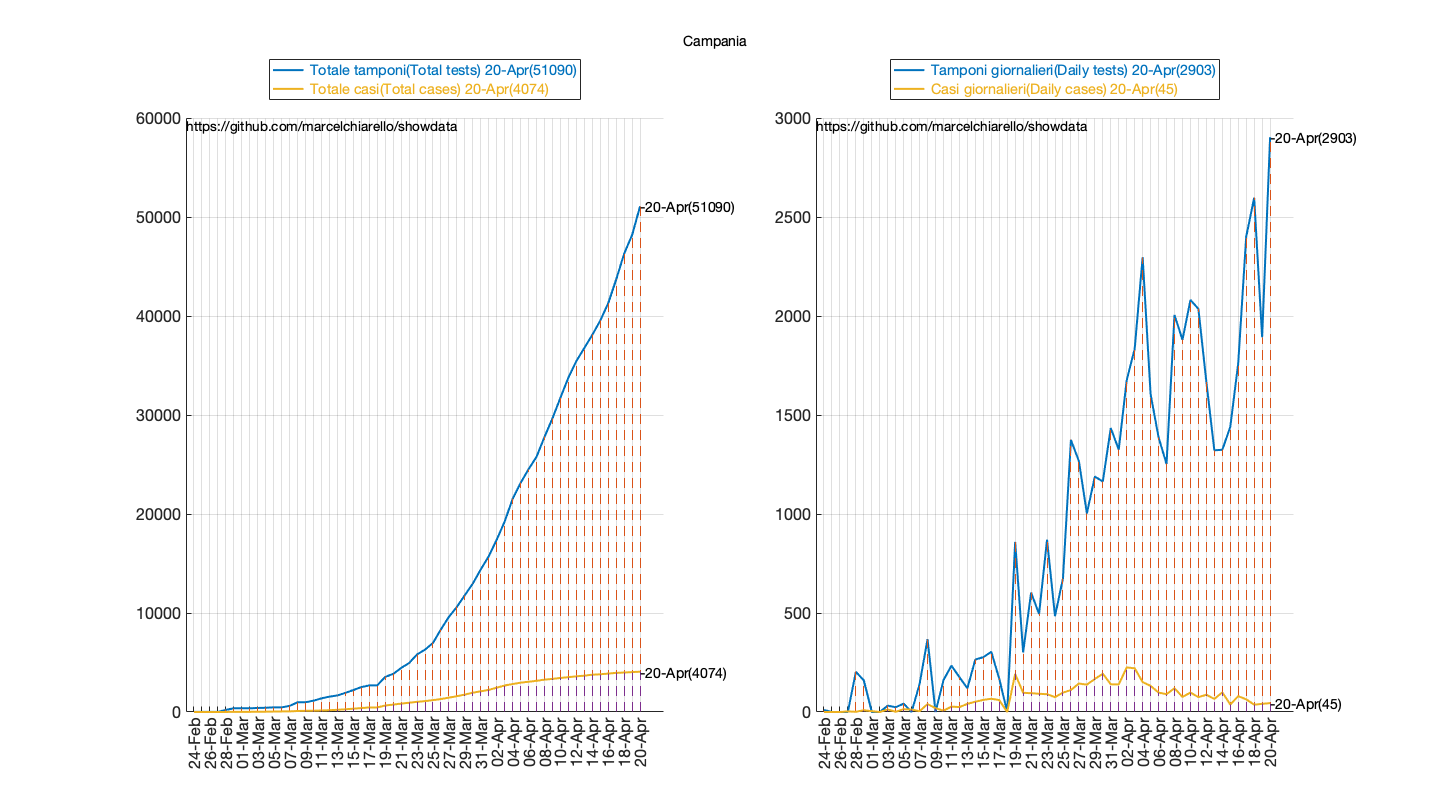 Campania
Totale tamponi(Total tests) 20-Apr(51090)
Totale casi(Total cases) 20-Apr(4074)
60000
https://github.com/marcelchiarello/showdata
50000
20-Apr(51090)
40000
30000
20000
10000
20-Apr(4074)
0
24-Feb
26-Feb
28-Feb
01-Mar
03-Mar
05-Mar
07-Mar
09-Mar
11-Mar
13-Mar
15-Mar
17-Mar
19-Mar
21-Mar
23-Mar
25-Mar
27-Mar
29-Mar
31-Mar
02-Apr
04-Apr
06-Apr
08-Apr
10-Apr
12-Apr
14-Apr
16-Apr
18-Apr
20-Apr
Tamponi giornalieri(Daily tests) 20-Apr(2903)
Casi giornalieri(Daily cases) 20-Apr(45)
3000
https://github.com/marcelchiarello/showdata
20-Apr(2903)
2500
2000
1500
1000
500
20-Apr(45)
0
24-Feb
26-Feb
28-Feb
01-Mar
03-Mar
05-Mar
07-Mar
09-Mar
11-Mar
13-Mar
15-Mar
17-Mar
19-Mar
21-Mar
23-Mar
25-Mar
27-Mar
29-Mar
31-Mar
02-Apr
04-Apr
06-Apr
08-Apr
10-Apr
12-Apr
14-Apr
16-Apr
18-Apr
20-Apr